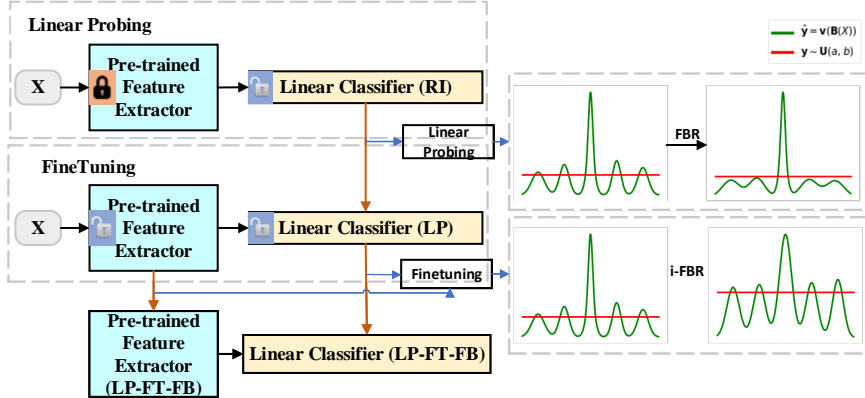 Linear Probing
X
Pre-trained
Feature
Extractor
Linear Classifier (RI)
Linear
Probing
FineTuning
X
Pre-trained
Feature
Extractor
Linear Classifier (LP)
Finetuning
Pre-trained
Feature
Extractor
(LP-FT-FB)
Linear Classifier (LP-FT-FB)
ŷ = v(B(X))
y ~ U(a, b)
FBR
i-FBR